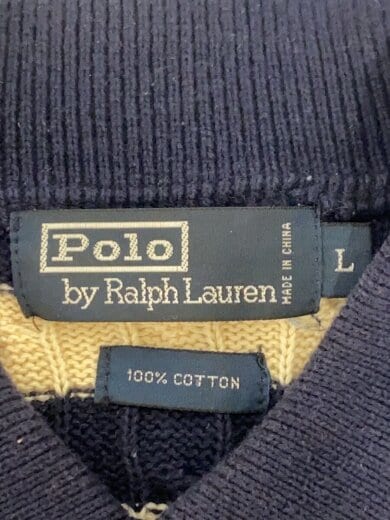 Polo
by Ralph Lauren
MADE IN CHINA
L
100% COTTON